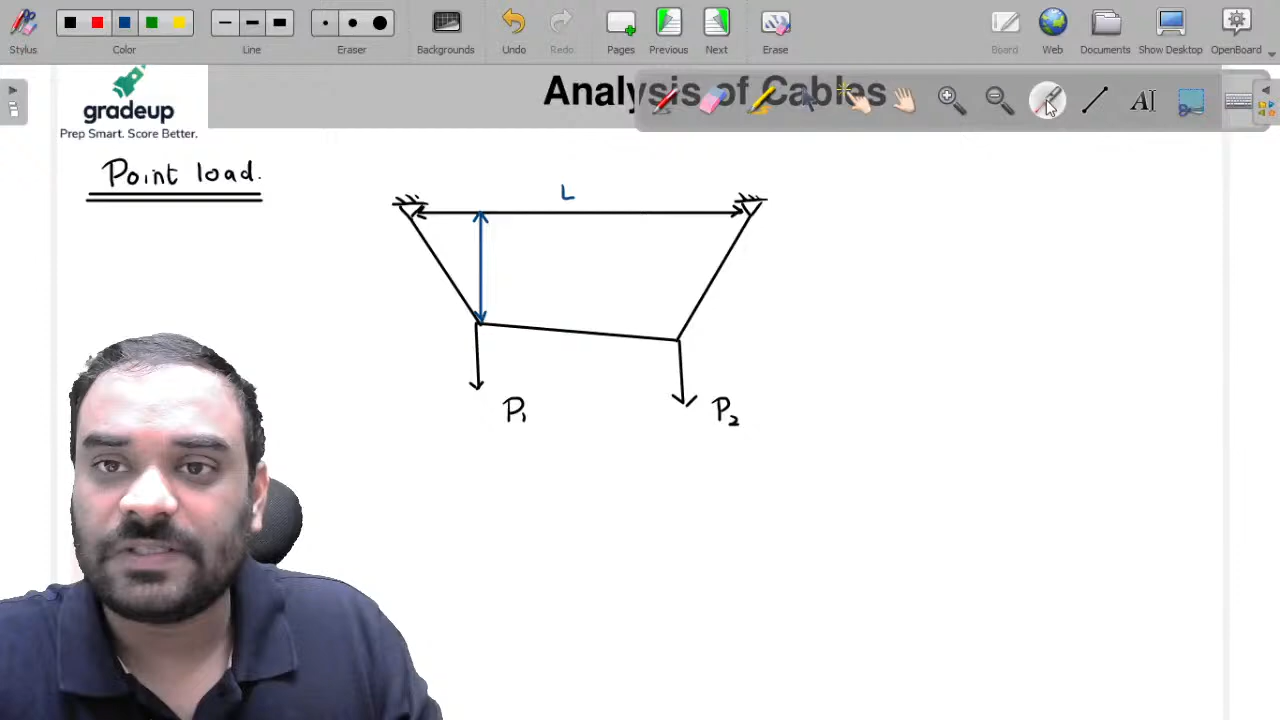 Stylus
Color
Line
Eraser
Backgrounds
Undo
Redo
Pages
Previous
Next
Erase
Board
Web
Documents
Show Desktop
OpenBoard
gradeup
Prep Smart. Score Better.
Analysis of Cables
AI
Point load.
L
P₁
P₂